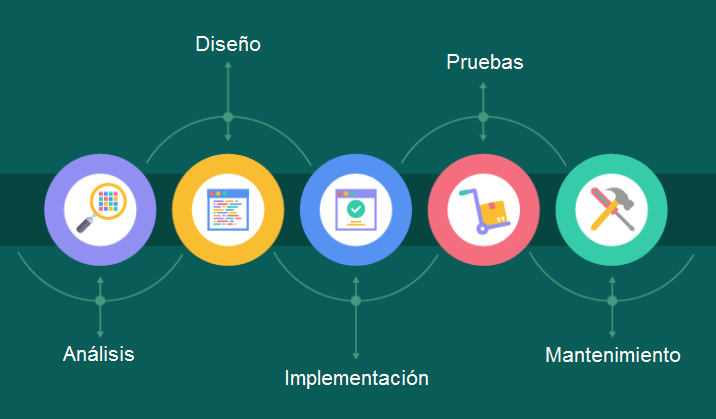 Diseño
Pruebas
Análisis
Implementación
Mantenimiento